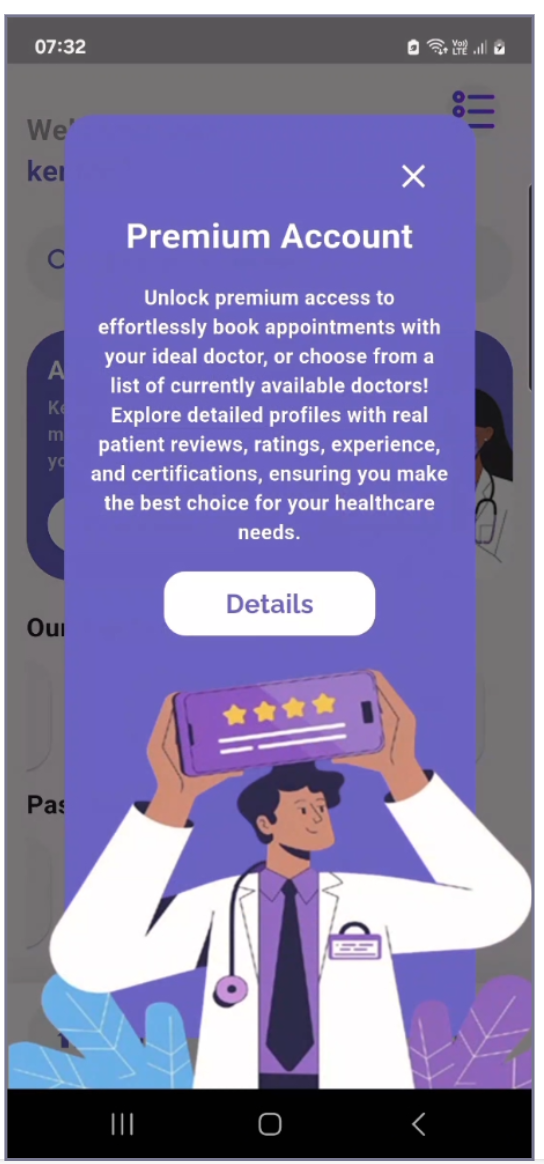 07:32
Vo))
LTE
We
ker
Premium Account
Unlock premium access to
effortlessly book appointments with
your ideal doctor, or choose from a
list of currently available doctors!
Explore detailed profiles with real
patient reviews, ratings, experience,
and certifications, ensuring you make
the best choice for your healthcare
needs.
A
Ke
m
yo
Details
Our
Pas